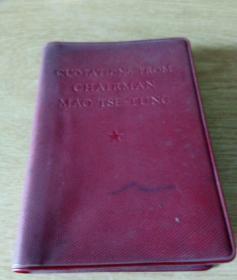 QUOTATIONS FROM
CHAIRMAN
MAO TSE-TUNG